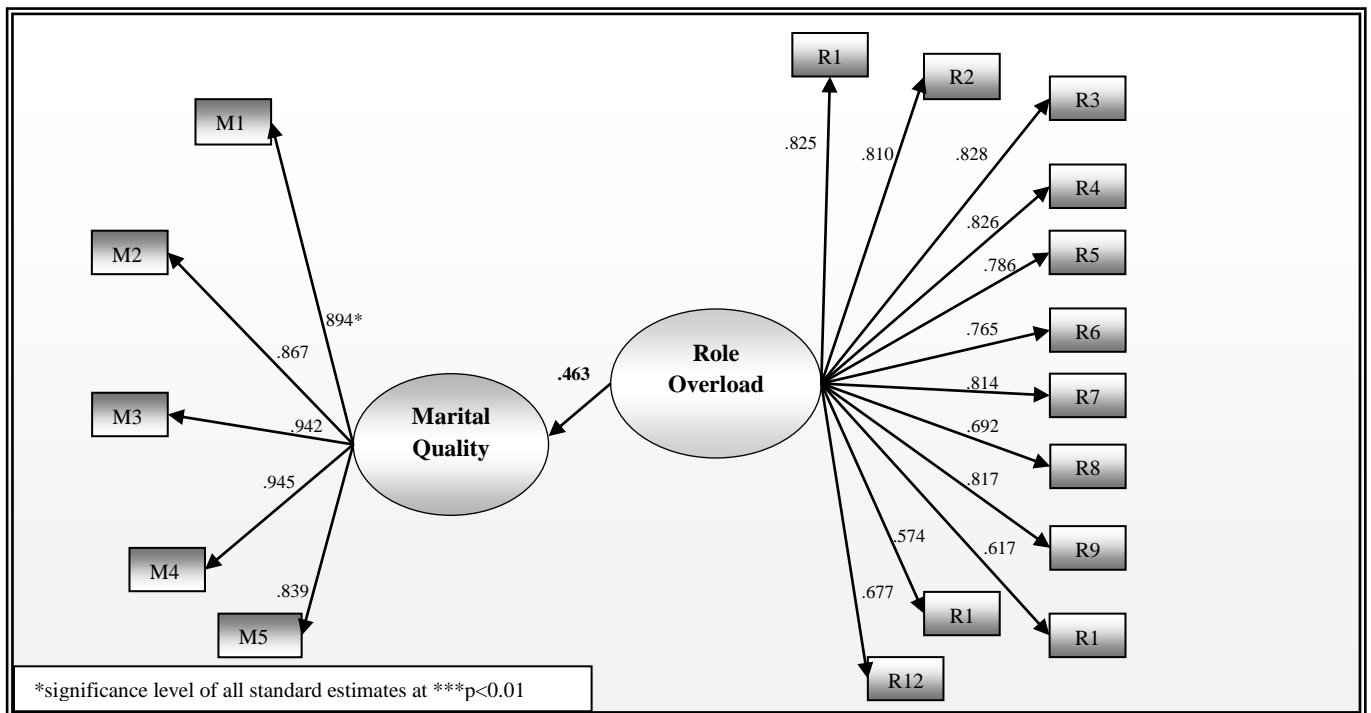 R1
R2
R3
M1
.825
.810
.828
R4
.826
R5
M2
.786
894*
R6
.765
.867
Role
Overload
.463
R7
.814
M3
Marital
Quality
.942
.692
R8
.945
.817
R9
.574
.617
M4
.839
.677
R1
R1
M5
R12
*significance level of all standard estimates at ***p<0.01